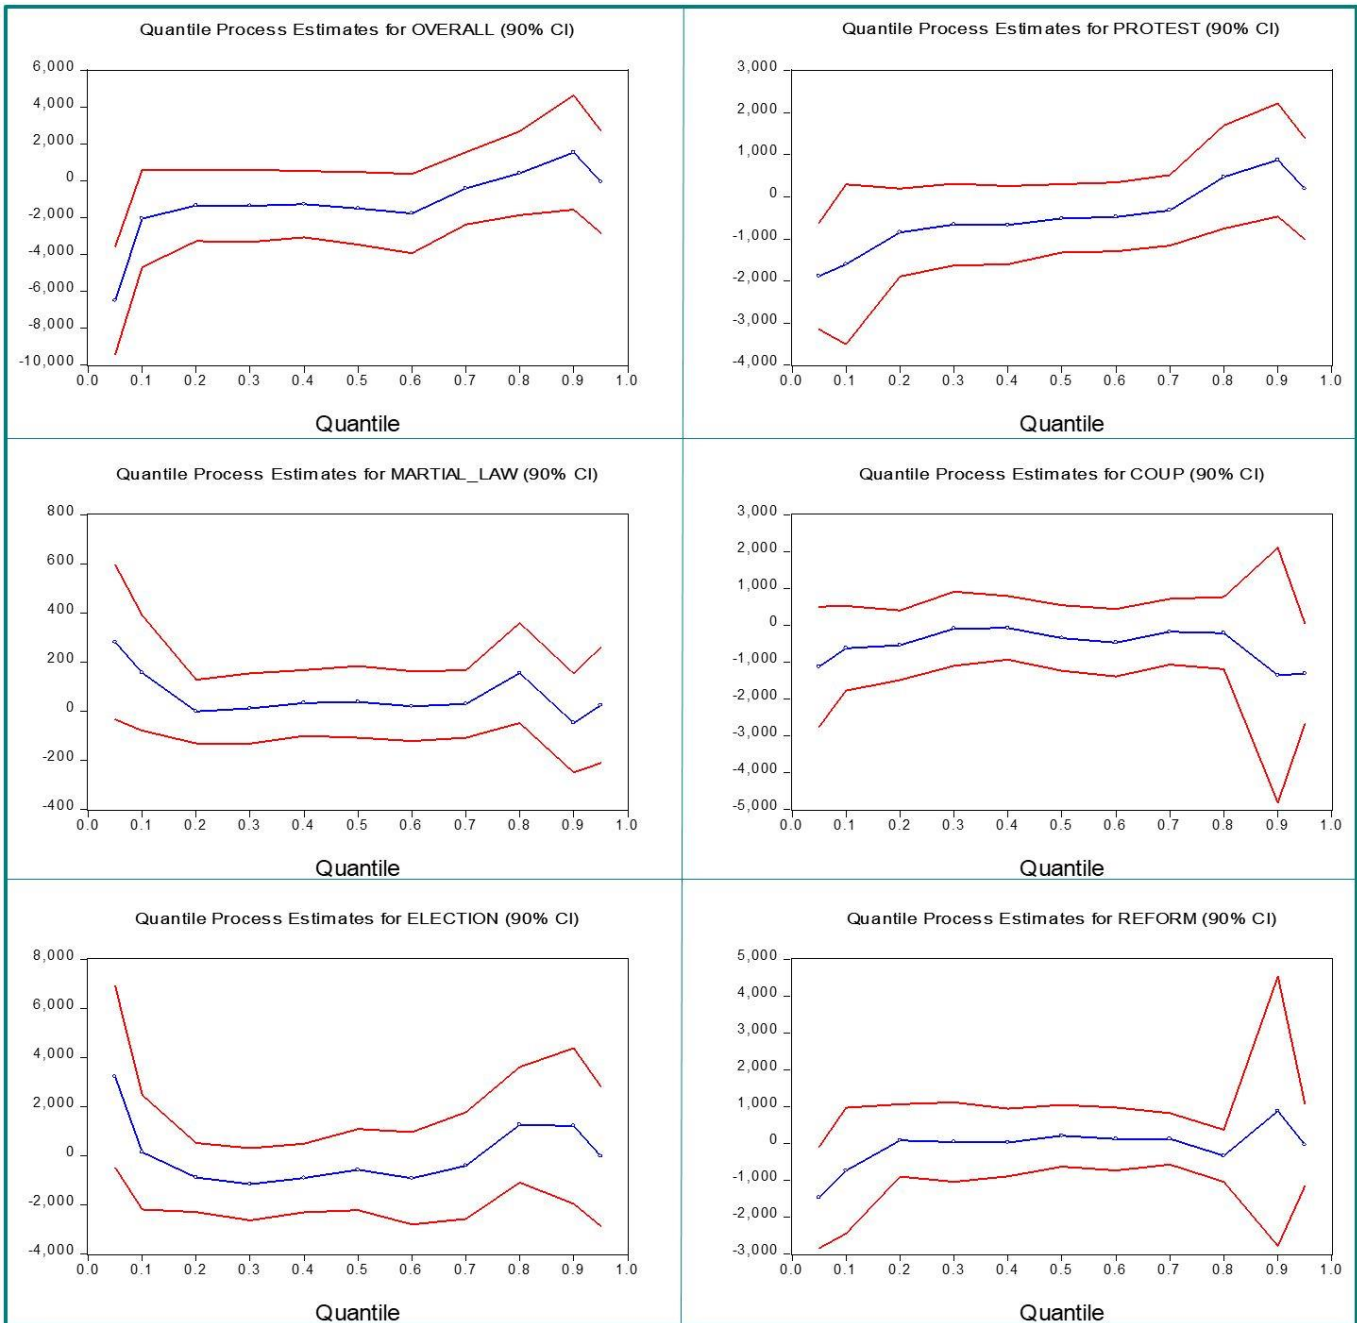 Quantile Process Estimates for OVERALL (90% CI)
6,000
4,000
2,000
0
-2,000
-4,000
-6,000
-8,000
-10,000
0.0 0.1 0.2 0.3 0.4 0.5 0.6 0.7 0.8 0.9 1.0
Quantile
Quantile Process Estimates for PROTEST (90% CI)
3,000
2,000
1,000
0
-1,000
-2,000
-3,000
-4,000
0.0 0.1 0.2 0.3 0.4 0.5 0.6 0.7 0.8 0.9 1.0
Quantile
Quantile Process Estimates for MARTIAL_LAW (90% CI)
800
600
400
200
0
-200
-400
0.0 0.1 0.2 0.3 0.4 0.5 0.6 0.7 0.8 0.9 1.0
Quantile
Quantile Process Estimates for COUP (90% CI)
3,000
2,000
1,000
0
-1,000
-2,000
-3,000
-4,000
-5,000
0.0 0.1 0.2 0.3 0.4 0.5 0.6 0.7 0.8 0.9 1.0
Quantile
Quantile Process Estimates for ELECTION (90% CI)
8,000
6,000
4,000
2,000
0
-2,000
-4,000
0.0 0.1 0.2 0.3 0.4 0.5 0.6 0.7 0.8 0.9 1.0
Quantile
Quantile Process Estimates for REFORM (90% CI)
5,000
4,000
3,000
2,000
1,000
0
-1,000
-2,000
-3,000
0.0 0.1 0.2 0.3 0.4 0.5 0.6 0.7 0.8 0.9 1.0
Quantile